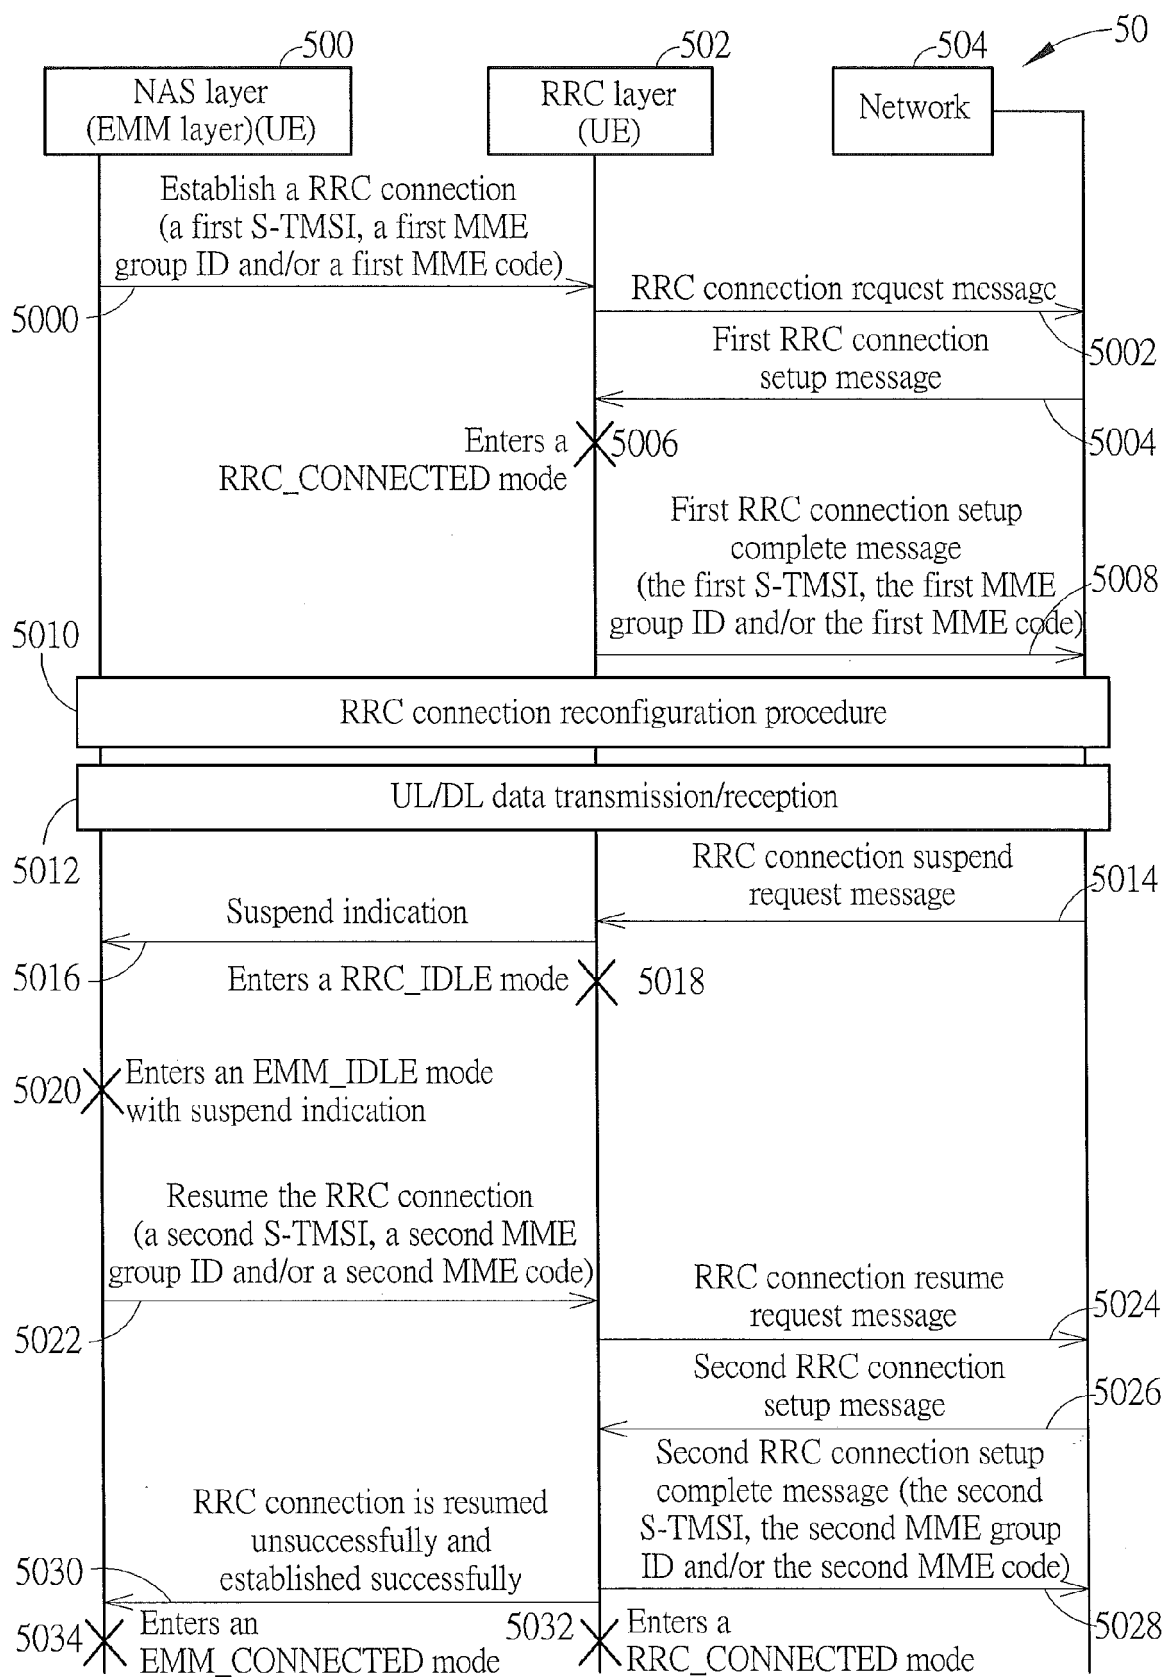 50
500
502
504
NAS layer
(EMM layer)(UE)
RRC layer
(UE)
Network
Establish a RRC connection
(a first S-TMSI, a first MME
group ID and/or a first MME code)
5000
RRC connection request message
5002
First RRC connection
setup message
5004
Enters a
RRC_CONNECTED mode
5006
First RRC connection setup
complete message
(the first S-TMSI, the first MME
group ID and/or the first MME code)
5008
5010
RRC connection reconfiguration procedure
UL/DL data transmission/reception
5012
RRC connection suspend
request message
5014
Suspend indication
5016
Enters a RRC_IDLE mode
5018
5020
Enters an EMM_IDLE mode
with suspend indication
Resume the RRC connection
(a second S-TMSI, a second MME
group ID and/or a second MME code)
5022
RRC connection resume
request message
5024
Second RRC connection
setup message
5026
Second RRC connection setup
complete message (the second
S-TMSI, the second MME group
ID and/or the second MME code)
5028
RRC connection is resumed
unsuccessfully and
established successfully
5030
5034
Enters an
EMM_CONNECTED mode
5032
Enters a
RRC_CONNECTED mode